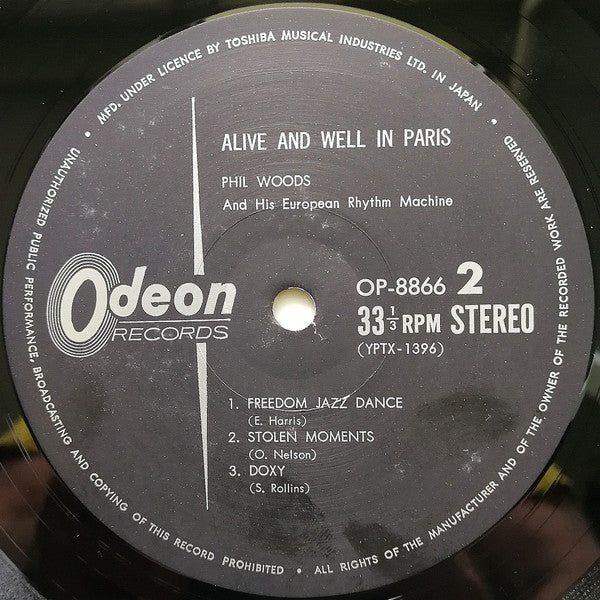 MFD. UNDER LICENCE BY TOSHIBA MUSICAL INDUSTRIES LTD. IN JAPAN
ALIVE AND WELL IN PARIS
PHIL WOODS
And His European Rhythm Machine
Odeon
RECORDS
OP-8866 2
33 1/3 RPM STEREO
(YPTX-1396)
1. FREEDOM JAZZ DANCE
(E. Harris)
2. STOLEN MOMENTS
(O. Nelson)
3. DOXY
(S. Rollins)
UNAUTHORIZED PUBLIC PERFORMANCE, BROADCASTING AND COPYING OF THIS RECORD PROHIBITED • ALL RIGHTS OF THE MANUFACTURER AND OF THE OWNER OF THE RECORDED WORK ARE RESERVED